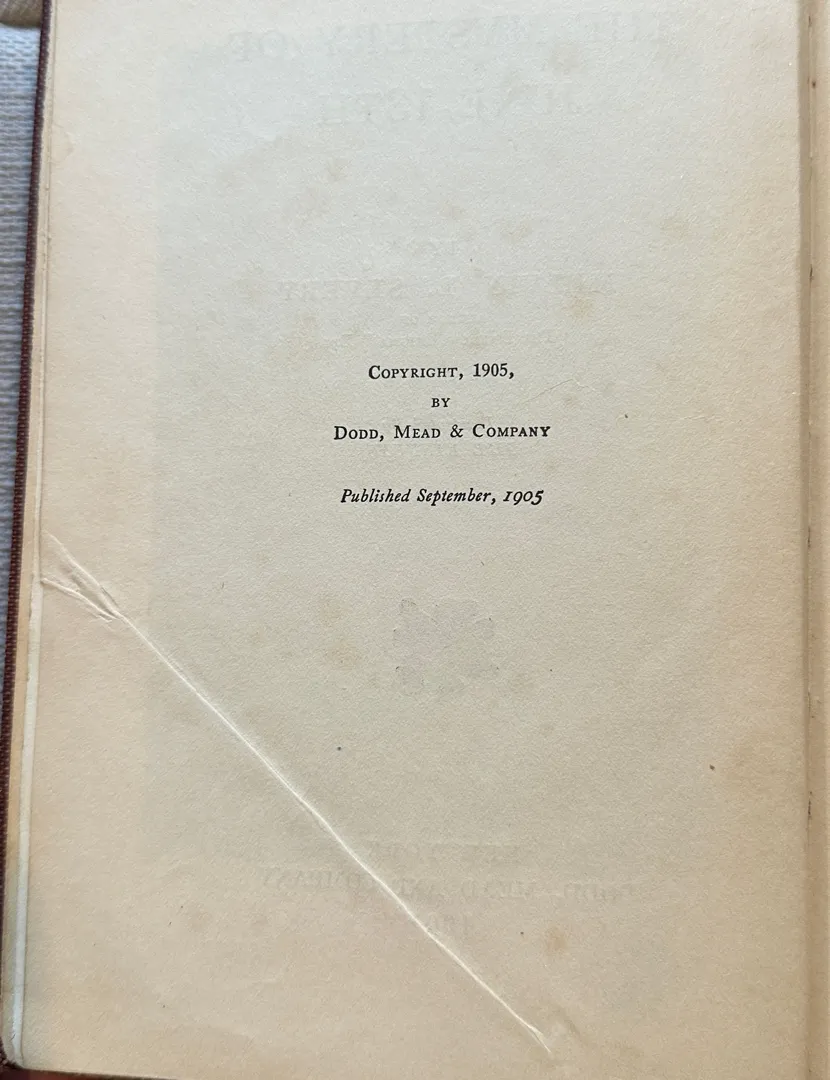 Copyright, 1905,
by
Dodd, Mead & Company
Published September, 1905